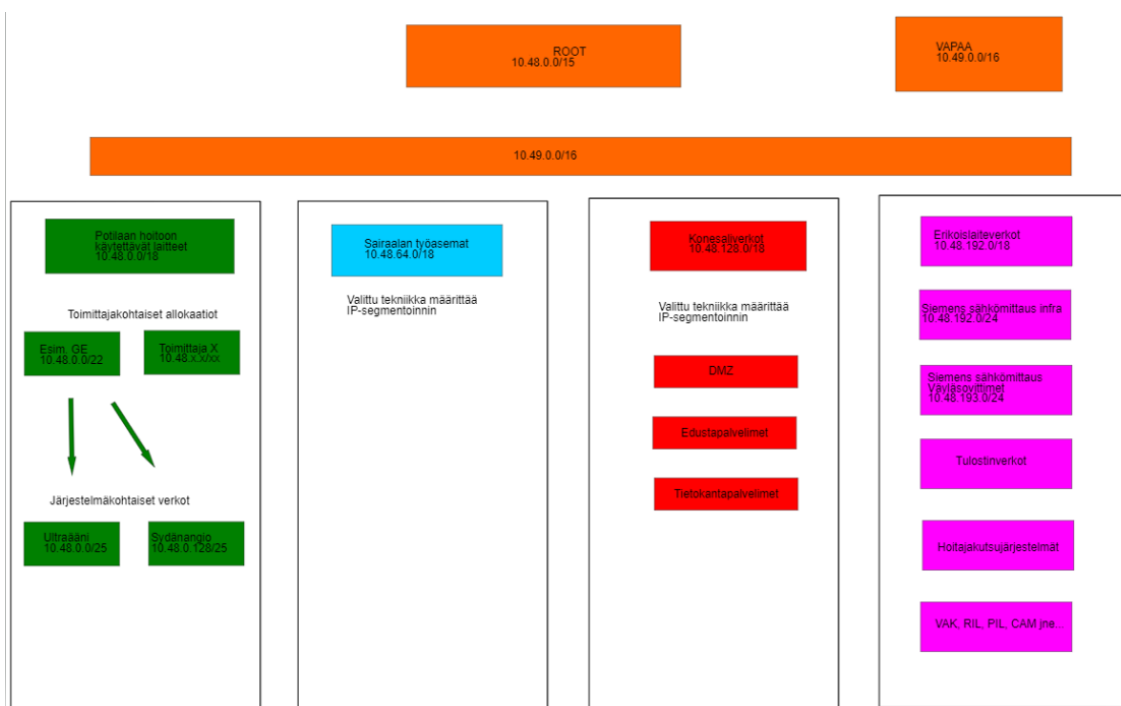 ROOT
10.48.0.0/15
VAPAA
10.49.0.0/16
10.49.0.0/16
Potilaan hoitoon
käytettävät laitteet
10.48.0.0/18
Toimittajakohtaiset allokaatiot
Esim. GE
10.48.0.0/22
Toimittaja X
10.48.x.x/xx
Järjestelmäkohtaiset verkot
Ultraääni
10.48.0.0/25
Sydänangio
10.48.0.128/25
Sairaalan työasemat
10.48.64.0/18
Valittu tekniikka määrittää
IP-segmentoinnin
Konesaliverkot
10.48.128.0/18
Valittu tekniikka määrittää
IP-segmentoinnin
DMZ
Edustapalvelimet
Tietokantapalvelimet
Erikoislaiteverkot
10.48.192.0/18
Siemens sähkömittaus infra
10.48.192.0/24
Siemens sähkömittaus
Väyläsovittimet
10.48.193.0/24
Tulostinverkot
Hoitajakutsujärjestelmät
VAK, RIL, PIL, CAM jne...